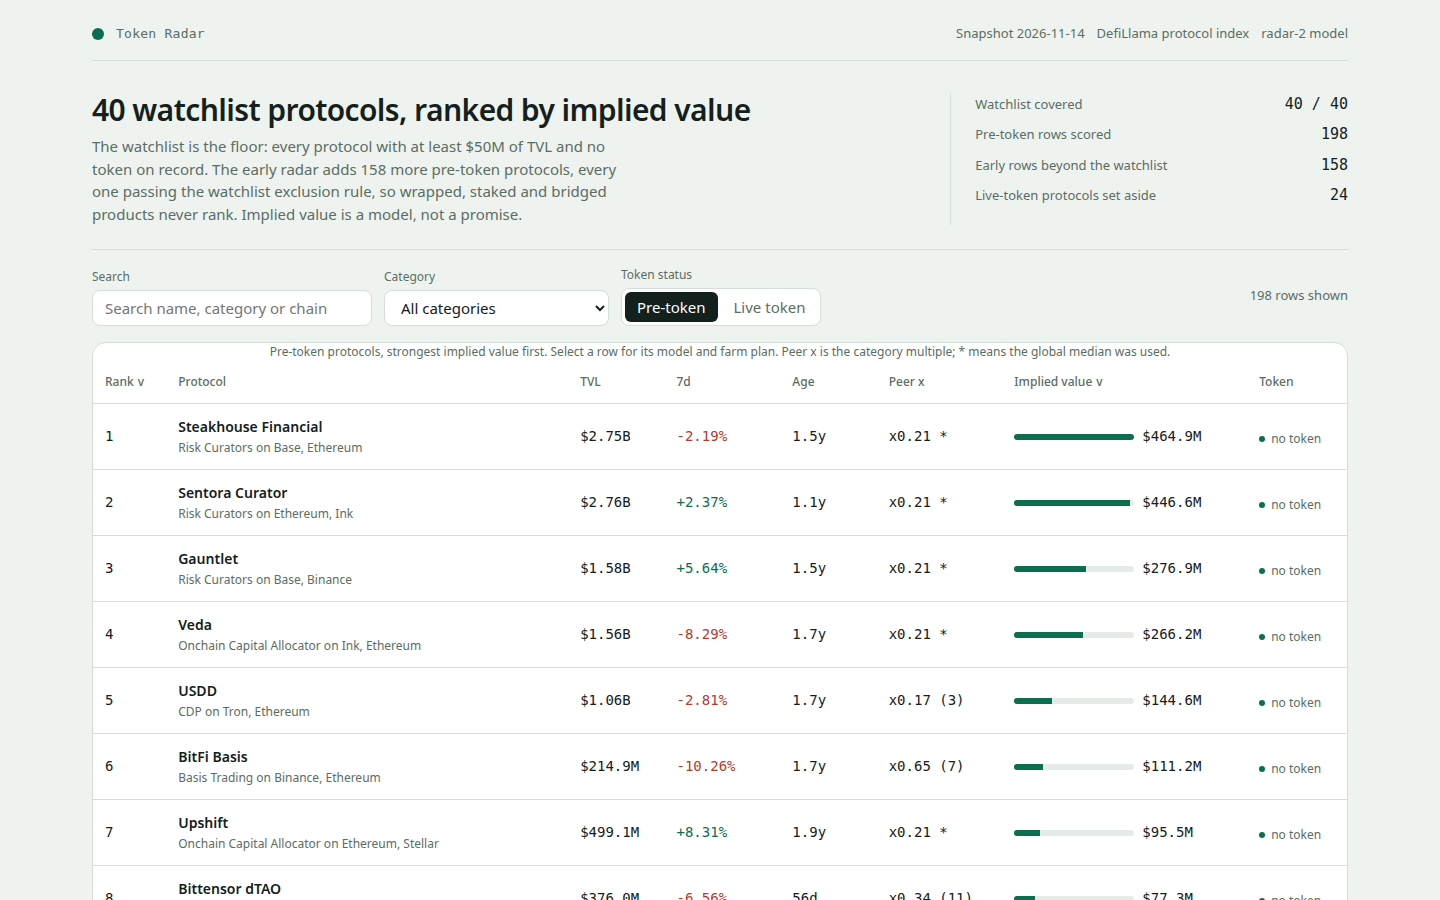 Token Radar
Snapshot 2026-11-14 DefiLlama protocol index radar-2 model
40 watchlist protocols, ranked by implied value
The watchlist is the floor: every protocol with at least $50M of TVL and no
token on record. The early radar adds 158 more pre-token protocols, every
one passing the watchlist exclusion rule, so wrapped, staked and bridged
products never rank. Implied value is a model, not a promise.
Watchlist covered 40 / 40
Pre-token rows scored 198
Early rows beyond the watchlist 158
Live-token protocols set aside 24
Search
Search name, category or chain
Category
All categories
Token status
Pre-token Live token
198 rows shown
Pre-token protocols, strongest implied value first. Select a row for its model and farm plan. Peer x is the category multiple; * means the global median was used.
Rank v Protocol TVL 7d Age Peer x Implied value v Token
1 Steakhouse Financial $2.75B -2.19% 1.5y x0.21 * $464.9M no token
Risk Curators on Base, Ethereum
2 Sentora Curator $2.76B +2.37% 1.1y x0.21 * $446.6M no token
Risk Curators on Ethereum, Ink
3 Gauntlet $1.58B +5.64% 1.5y x0.21 * $276.9M no token
Risk Curators on Base, Binance
4 Veda $1.56B -8.29% 1.7y x0.21 * $266.2M no token
Onchain Capital Allocator on Ink, Ethereum
5 USDD $1.06B -2.81% 1.7y x0.17 (3) $144.6M no token
CDP on Tron, Ethereum
6 BitFi Basis $214.9M -10.26% 1.7y x0.65 (7) $111.2M no token
Basis Trading on Binance, Ethereum
7 Upshift $499.1M +8.31% 1.9y x0.21 * $95.5M no token
Onchain Capital Allocator on Ethereum, Stellar
8 Bittensor dTAO $376.0M -6.56% 56d x0.34 (11) $77.3M no token